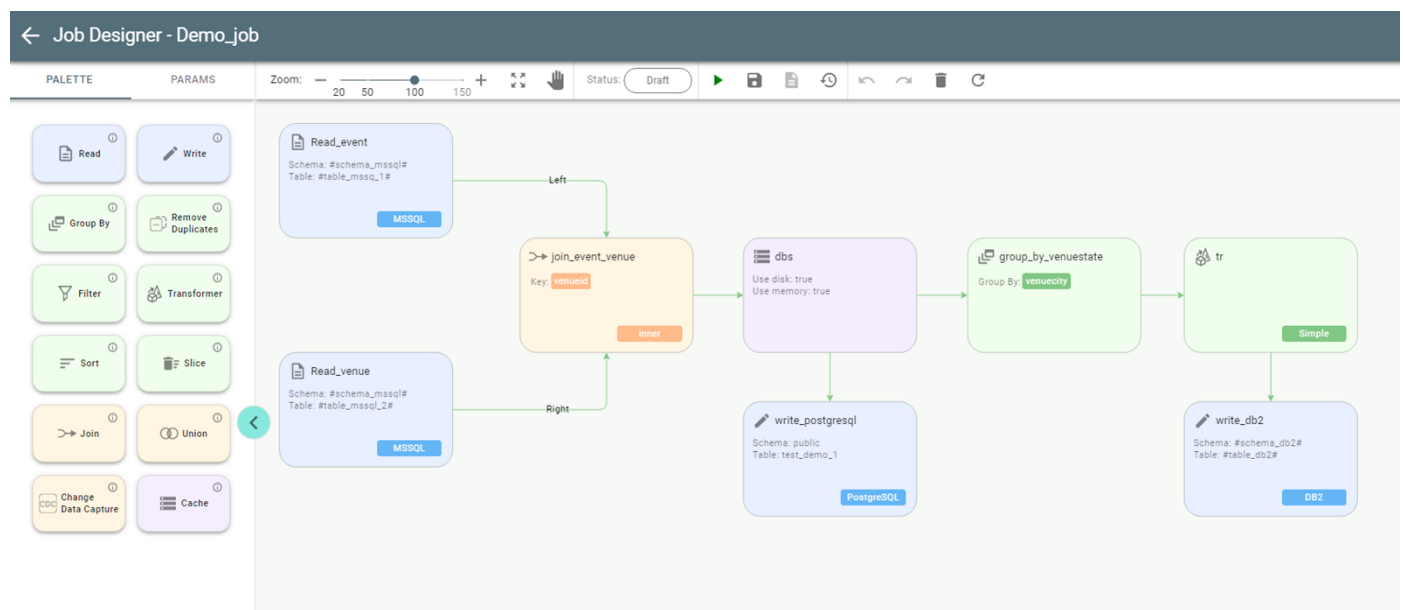 Job Designer - Demo_job
PALETTE
PARAMS
Zoom:
20 50 100 150
Status: Draft
Read
Write
Group By
Remove
Duplicates
Filter
Transformer
Sort
Slice
Join
Union
CDC
Change
Data Capture
Cache
Read_event
Schema: #schema_mssql#
Table: #table_mssq_1#
MSSQL
Left
Read_venue
Schema: #schema_mssql#
Table: #table_mssql_2#
MSSQL
Right
join_event_venue
Key: venueid
inner
dbs
Use disk: true
Use memory: true
group_by_venuestate
Group By: venuecity
tr
Simple
write_postgresql
Schema: public
Table: test_demo_1
PostgreSQL
write_db2
Schema: #schema_db2#
Table: #table_db2#
DB2